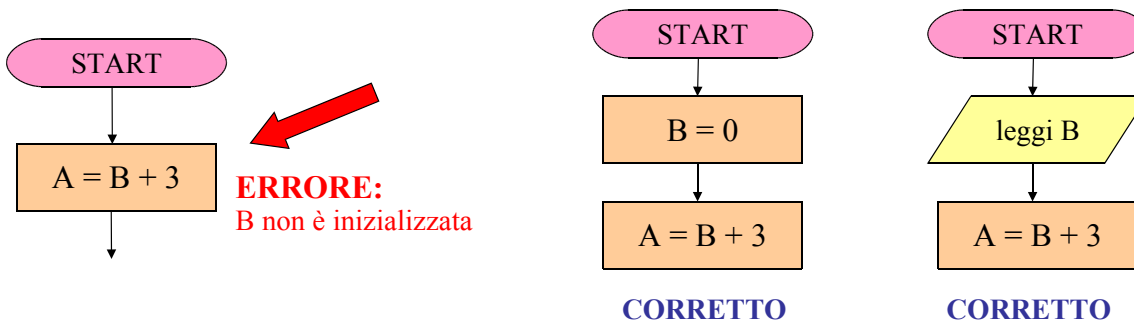 START
A = B + 3
ERRORE:
B non è inizializzata
START
B = 0
A = B + 3
CORRETTO
START
leggi B
A = B + 3
CORRETTO